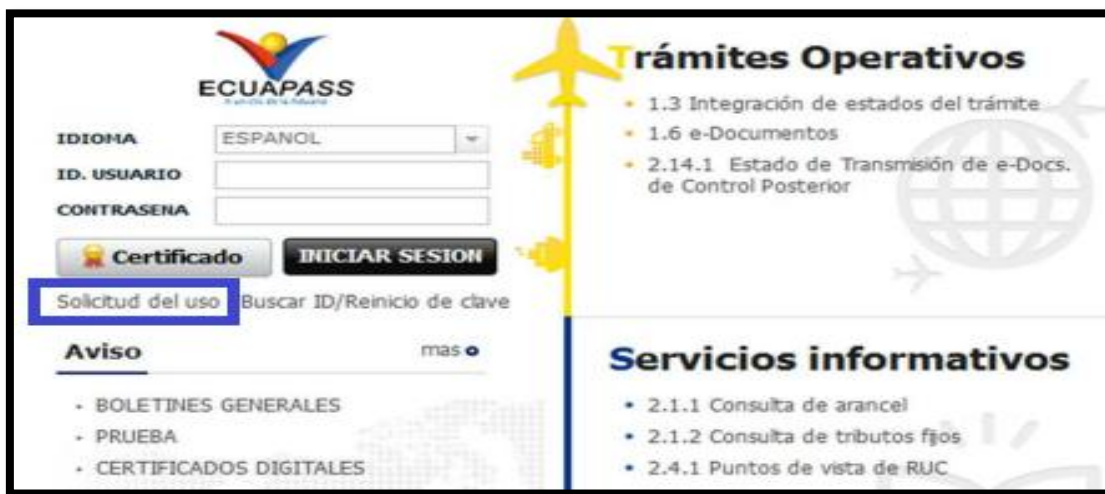 ECUAPASS
IDIOMA ESPANOL
ID. USUARIO
CONTRASENA
Certificado INICIAR SESION
Solicitud del uso Buscar ID/Reinicio de clave
Aviso mas
BOLETINES GENERALES
PRUEBA
CERTIFICADOS DIGITALES
Trámites Operativos
1.3 Integración de estados del trámite
1.6 e-Documentos
2.14.1 Estado de Transmisión de e-Docs.
de Control Posterior
Servicios informativos
2.1.1 Consulta de arancel
2.1.2 Consulta de tributos fijos
2.4.1 Puntos de vista de RUC